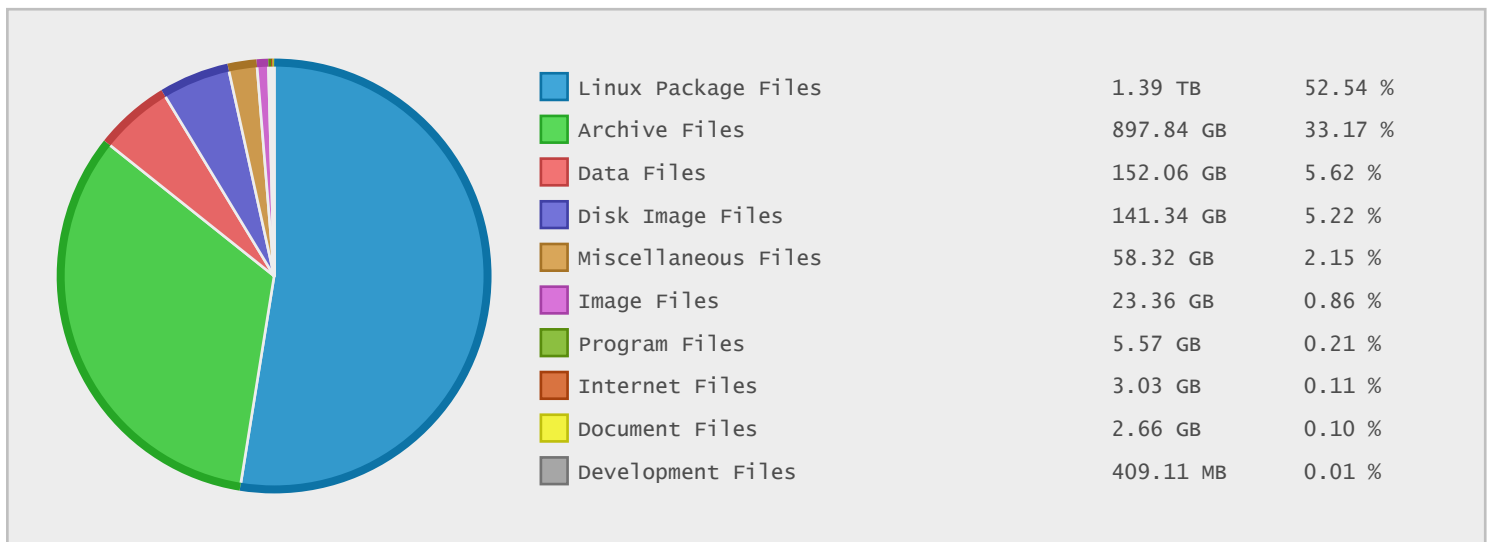 Linux Package Files 1.39 TB 52.54 %
Archive Files 897.84 GB 33.17 %
Data Files 152.06 GB 5.62 %
Disk Image Files 141.34 GB 5.22 %
Miscellaneous Files 58.32 GB 2.15 %
Image Files 23.36 GB 0.86 %
Program Files 5.57 GB 0.21 %
Internet Files 3.03 GB 0.11 %
Document Files 2.66 GB 0.10 %
Development Files 409.11 MB 0.01 %